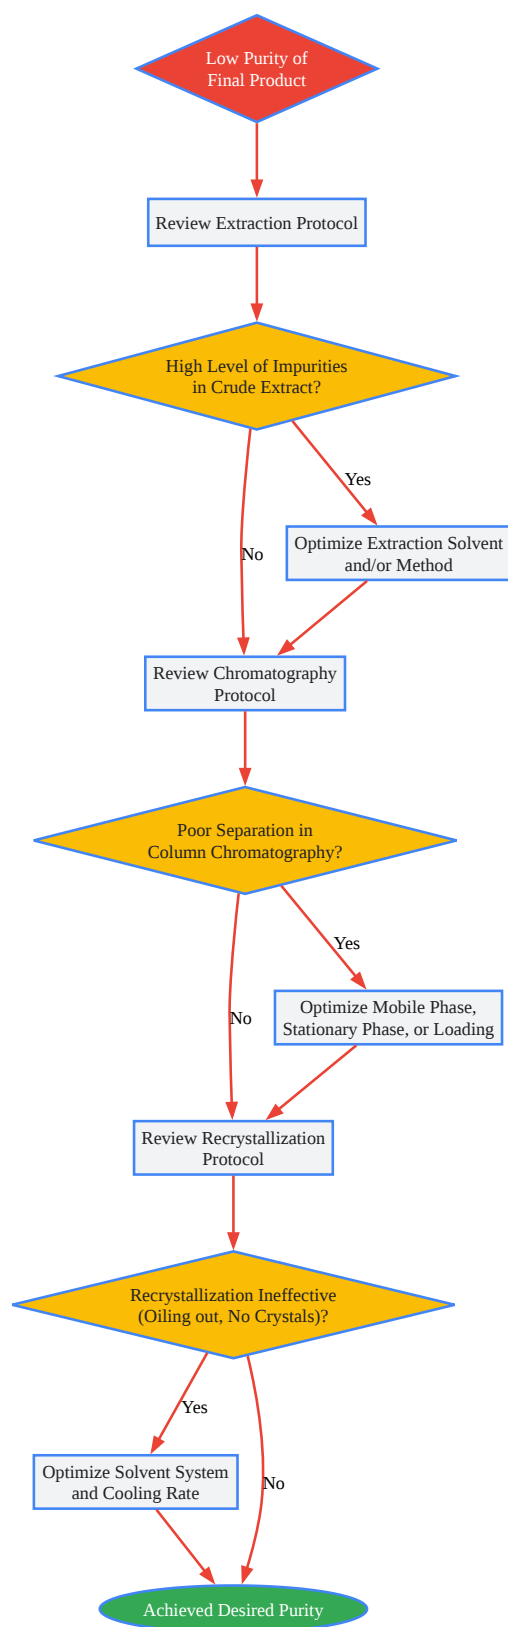 Low Purity of
Final Product
Review Extraction Protocol
High Level of Impurities
in Crude Extract?
Yes
No
Optimize Extraction Solvent
and/or Method
Review Chromatography
Protocol
Poor Separation in
Column Chromatography?
Yes
No
Optimize Mobile Phase,
Stationary Phase, or Loading
Review Recrystallization
Protocol
Recrystallization Ineffective
(Oiling out, No Crystals)?
Yes
Optimize Solvent System
and Cooling Rate
No
Achieved Desired Purity